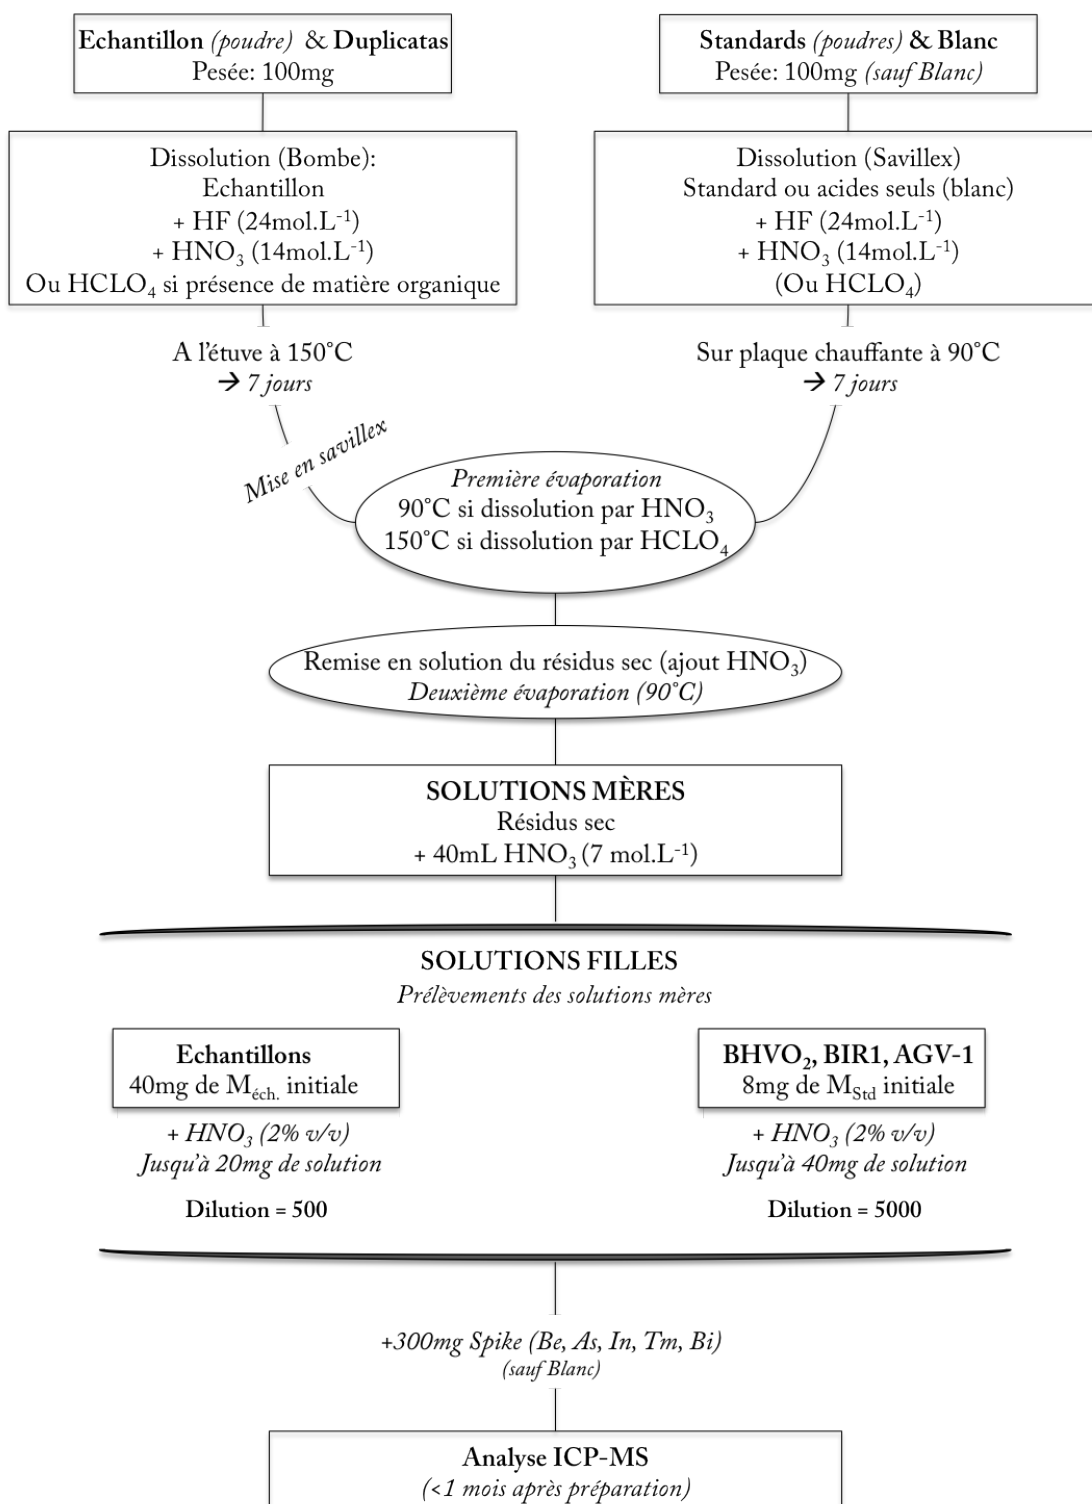 Echantillon (poudre) & Duplicatas
Pesée: 100mg
Standards (poudres) & Blanc
Pesée: 100mg (sauf Blanc)
Dissolution (Bombe):
Echantillon
+ HF (24mol.L⁻¹)
+ HNO₃ (14mol.L⁻¹)
Ou HCLO₄ si présence de matière organique
Dissolution (Savillex)
Standard ou acides seuls (blanc)
+ HF (24mol.L⁻¹)
+ HNO₃ (14mol.L⁻¹)
(Ou HCLO₄)
A l'étuve à 150°C
→ 7 jours
Sur plaque chauffante à 90°C
→ 7 jours
Mise en savillex
Première évaporation
90°C si dissolution par HNO₃
150°C si dissolution par HCLO₄
Remise en solution du résidus sec (ajout HNO₃)
Deuxième évaporation (90°C)
SOLUTIONS MÈRES
Résidus sec
+ 40mL HNO₃ (7 mol.L⁻¹)
SOLUTIONS FILLES
Prélèvements des solutions mères
Echantillons
40mg de Méch. initiale
+ HNO₃ (2% v/v)
Jusqu'à 20mg de solution
Dilution = 500
BHVO₂, BIR1, AGV-1
8mg de MStd initiale
+ HNO₃ (2% v/v)
Jusqu'à 40mg de solution
Dilution = 5000
+300mg Spike (Be, As, In, Tm, Bi)
(sauf Blanc)
Analyse ICP-MS
(<1 mois après préparation)